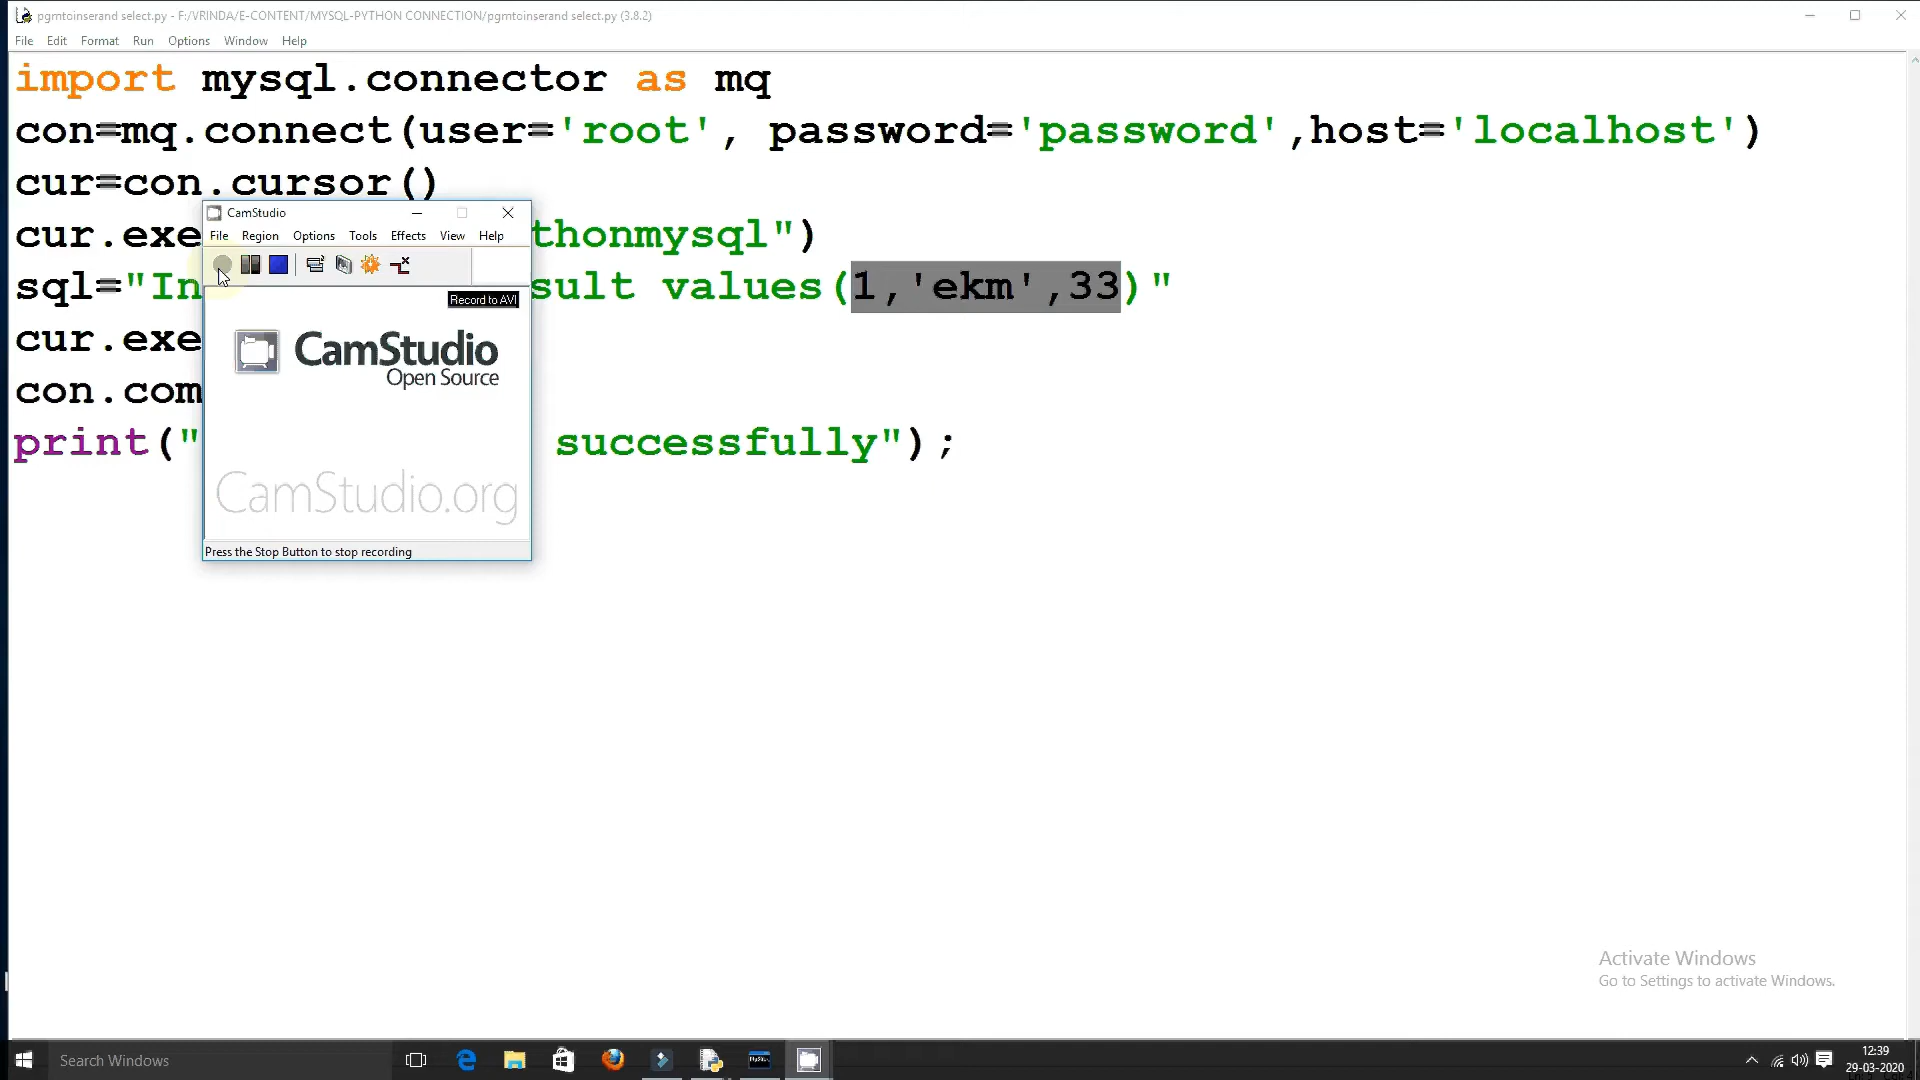 pgrmtoinserand select.py - F:/VRINDA/E-CONTENT/MYSQL-PYTHON CONNECTION/pgrmtoinserand select.py (3.8.2)
File Edit Format Run Options Window Help
import mysql.connector as mq
con=mq.connect(user='root', password='password',host='localhost')
cur=con.cursor()
cur.exe thonmysql")
sql="In sult values(1,'ekm',33)"
cur.exe
con.com
print(" successfully");
CamStudio
File Region Options Tools Effects View Help
Record to AVI
CamStudio
Open Source
CamStudio.org
Press the Stop Button to stop recording
Activate Windows
Go to Settings to activate Windows.
Search Windows
12:39
29-03-2020